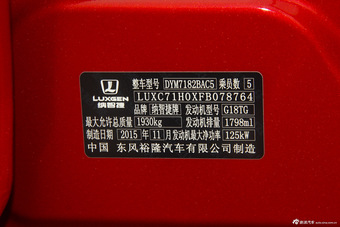 LUXGEN
纳智捷
整车型号 DYM7182BAC5 乘员数 5
LUXC71H0XFB078764
品牌 纳智捷牌 发动机型号 G18TG
最大允许总质量 1930kg 发动机排量 1798ml
制造日期 2015 年 11 月 发动机最大净功率 125kW
中国 东风裕隆汽车有限公司制造